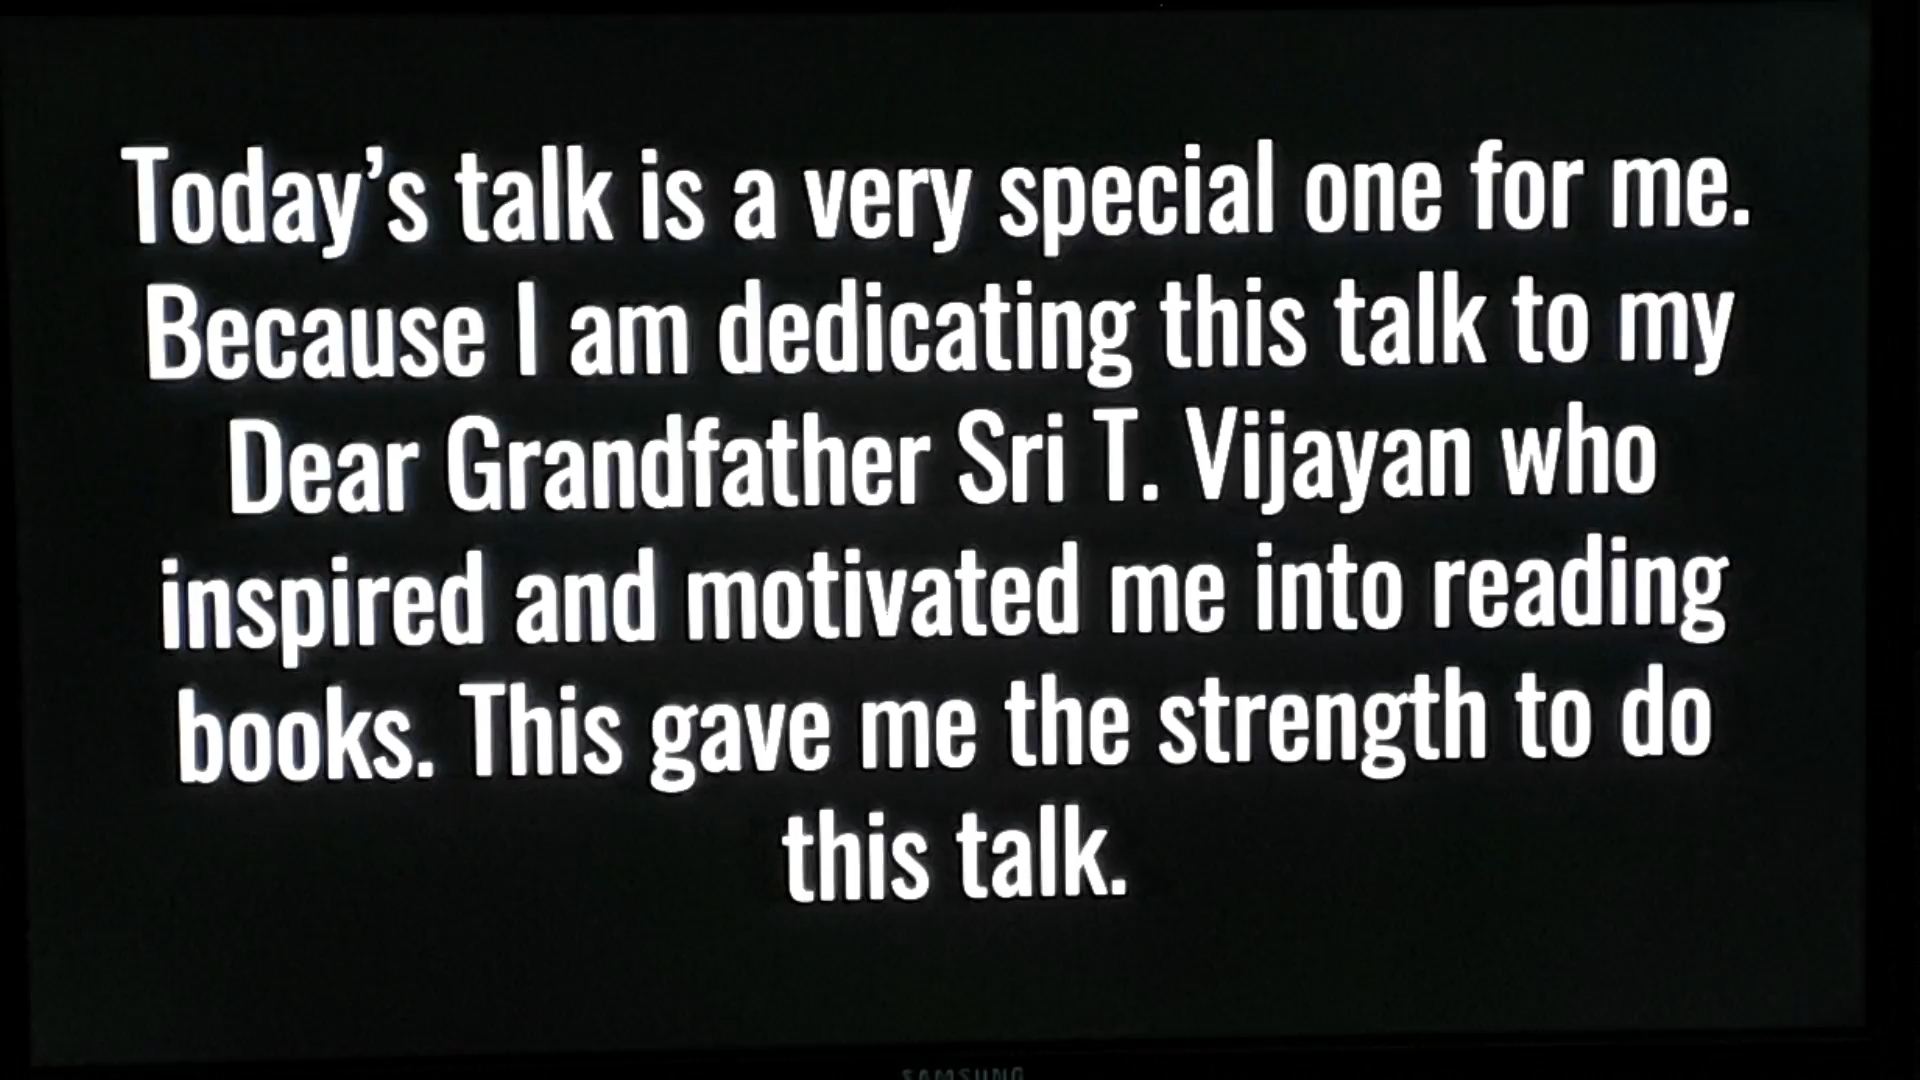 Today’s talk is a very special one for me.
Because I am dedicating this talk to my
Dear Grandfather Sri T. Vijayan who
inspired and motivated me into reading
books. This gave me the strength to do
this talk.
SAMSUNG